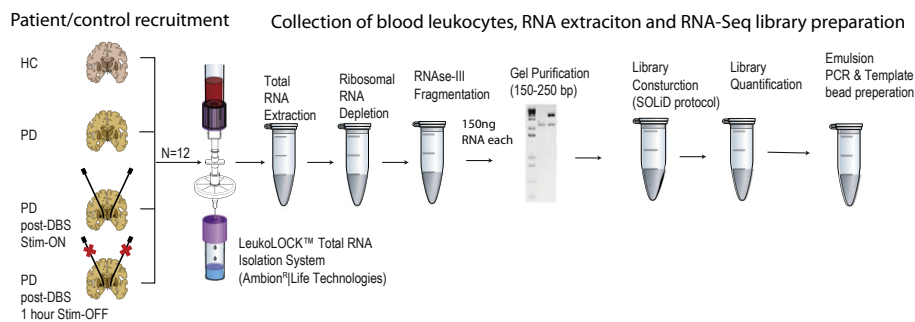 Patient/control recruitment
Collection of blood leukocytes, RNA extraciton and RNA-Seq library preparation
HC
PD
PD
post-DBS
Stim-ON
PD
post-DBS
1 hour Stim-OFF
N=12
LeukoLOCK™ Total RNA
Isolation System
(Ambionᴿ|Life Technologies)
Total
RNA
Extraction
Ribosomal
RNA
Depletion
RNAse-III
Fragmentation
150ng
RNA each
Gel Purification
(150-250 bp)
Library
Consturction
(SOLiD protocol)
Library
Quantification
Emulsion
PCR & Template
bead preperation